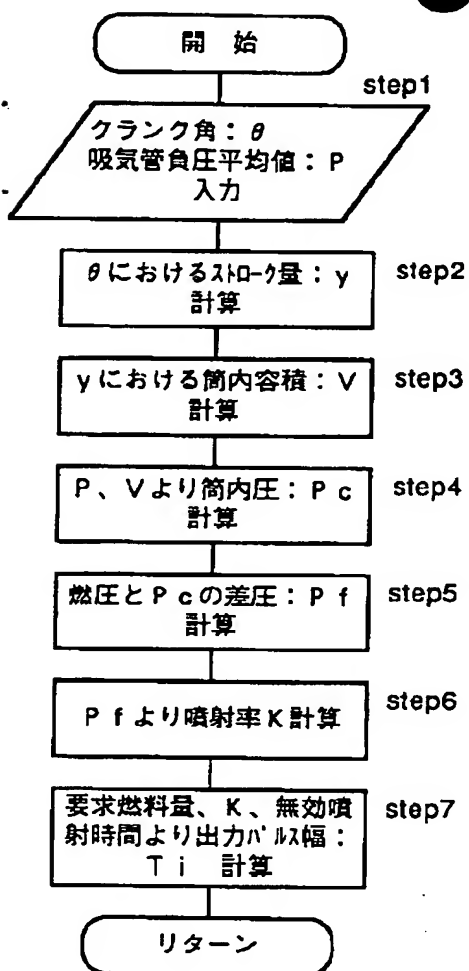 開 始
step1
クランク角：θ
吸気管負圧平均値：P
入力
θにおけるストローク量：y
計算
step2
yにおける筒内容積：V
計算
step3
P、Vより筒内圧：Pc
計算
step4
燃圧とPcの差圧：Pf
計算
step5
Pfより噴射率K計算
step6
要求燃料量、K、無効噴
射時間より出力パルス幅：
Ti 計算
step7
リターン